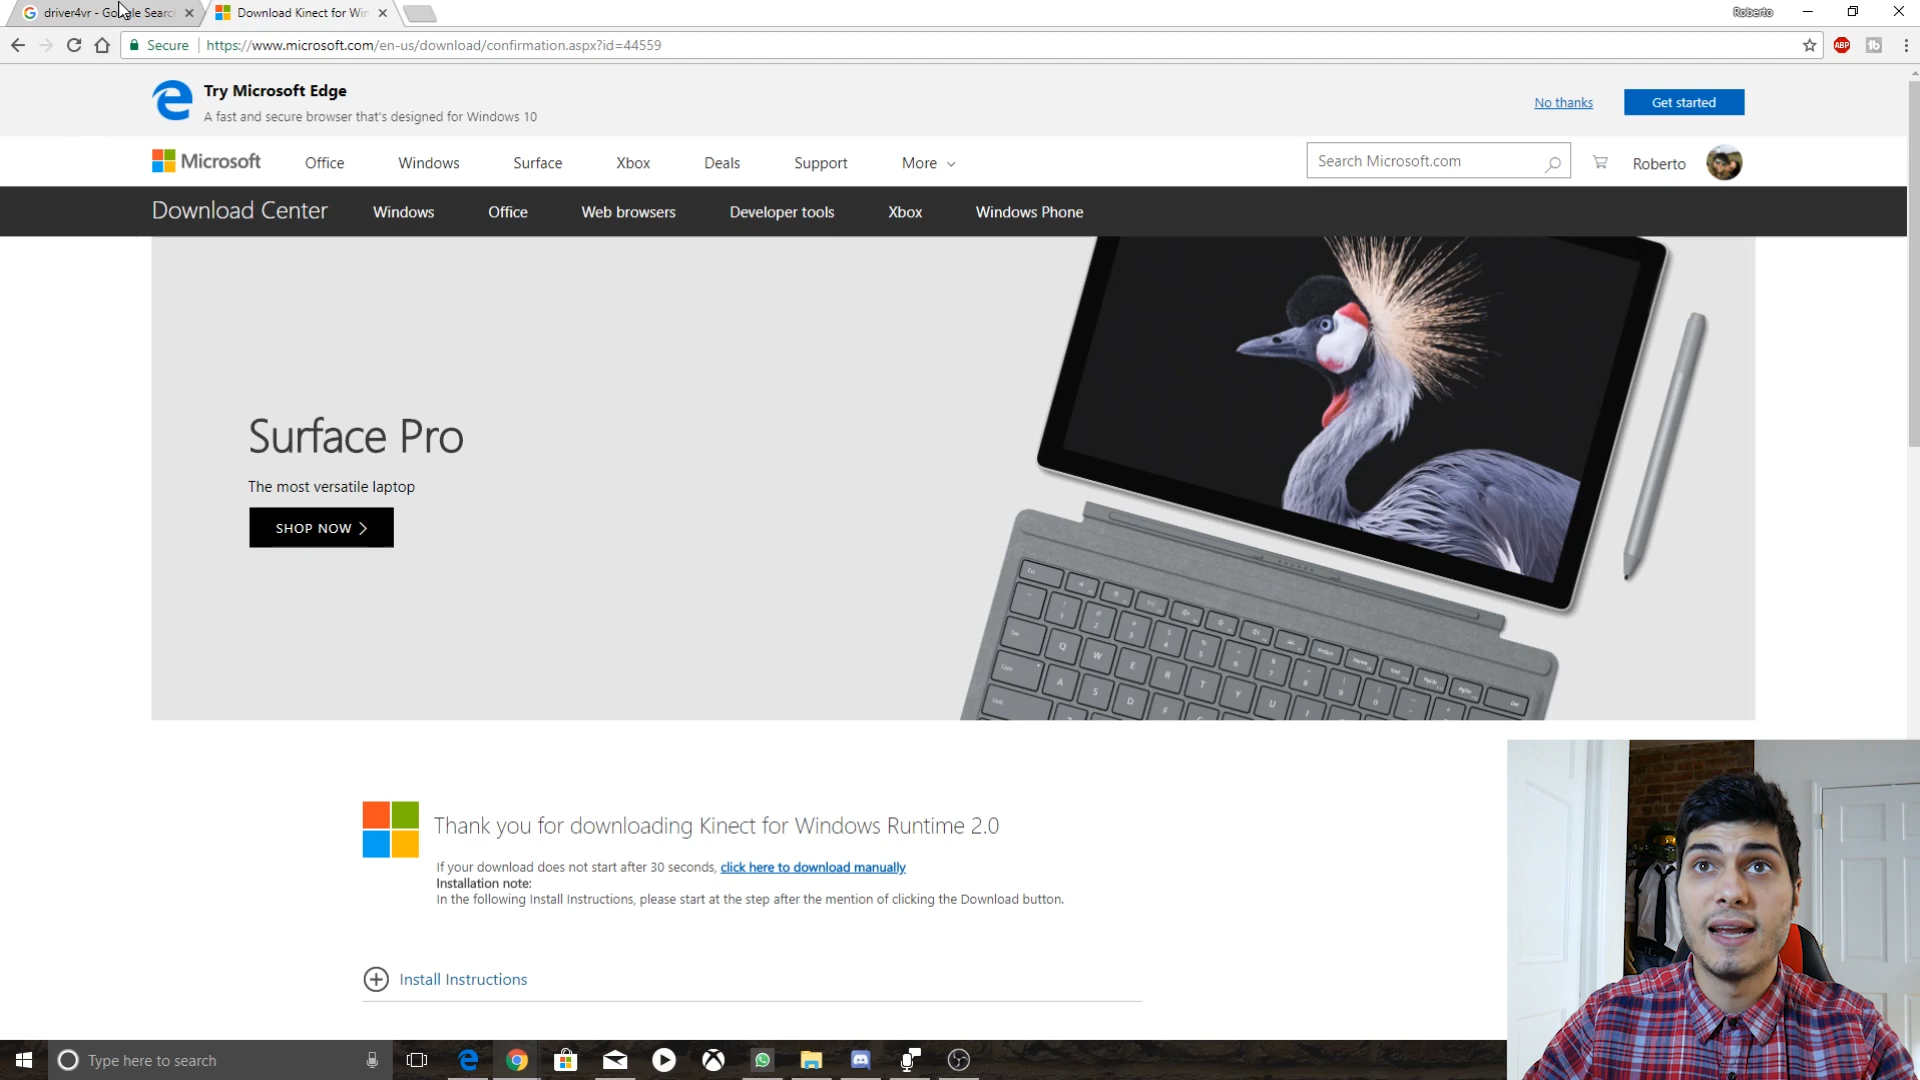 driver4vr - Google Searc
Download Kinect for Win
Roberto
Secure
https://www.microsoft.com/en-us/download/confirmation.aspx?id=44559
ABP
Try Microsoft Edge
A fast and secure browser that's designed for Windows 10
No thanks
Get started
Microsoft
Office
Windows
Surface
Xbox
Deals
Support
More
Search Microsoft.com
Roberto
Download Center
Windows
Office
Web browsers
Developer tools
Xbox
Windows Phone
Surface Pro
The most versatile laptop
SHOP NOW
Thank you for downloading Kinect for Windows Runtime 2.0
If your download does not start after 30 seconds, click here to download manually
Installation note:
In the following Install Instructions, please start at the step after the mention of clicking the Download button.
Install Instructions
Type here to search